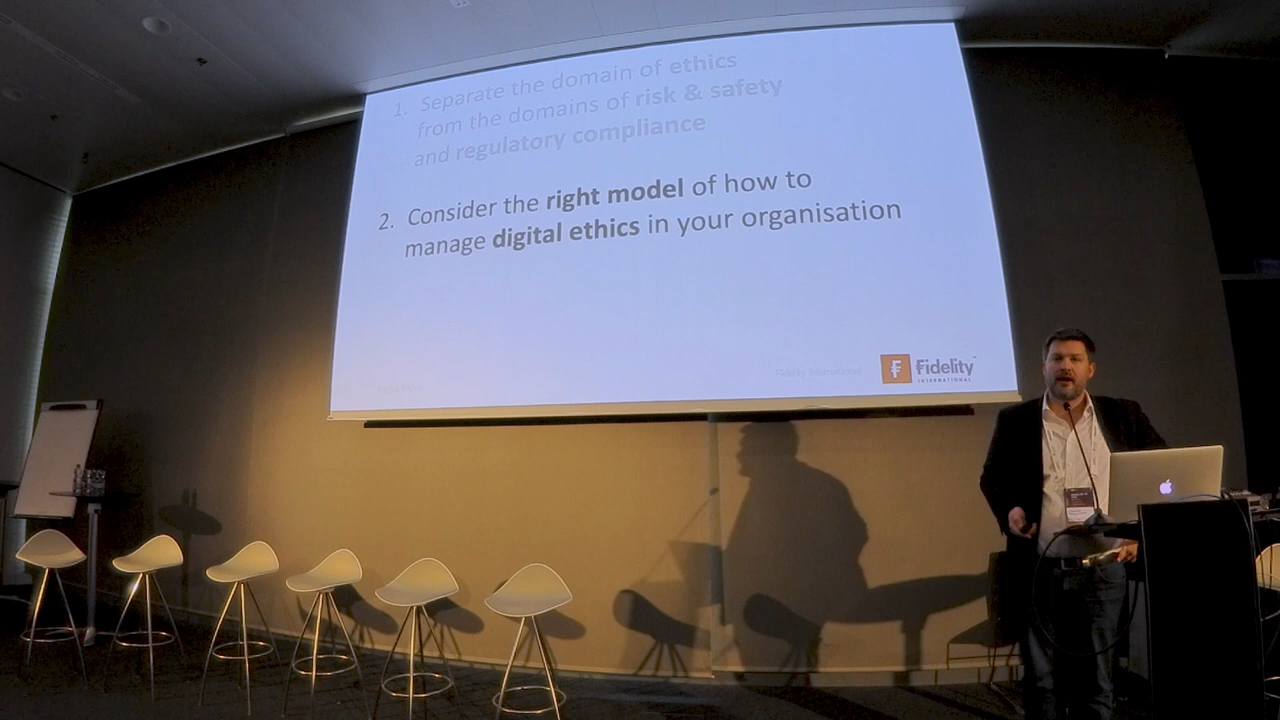 1. Separate the domain of ethics
from the domains of risk & safety
and regulatory compliance
2. Consider the right model of how to
manage digital ethics in your organisation
Fidelity International
Fidelity
INTERNATIONAL